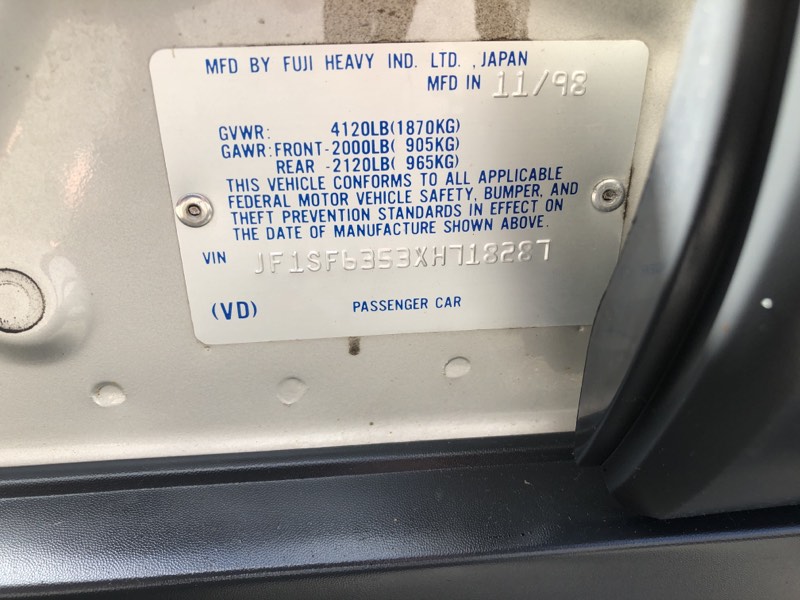 MFD BY FUJI HEAVY IND. LTD. , JAPAN
MFD IN 11/98
GVWR: 4120LB(1870KG)
GAWR:FRONT-2000LB( 905KG)
REAR -2120LB( 965KG)
THIS VEHICLE CONFORMS TO ALL APPLICABLE
FEDERAL MOTOR VEHICLE SAFETY, BUMPER, AND
THEFT PREVENTION STANDARDS IN EFFECT ON
THE DATE OF MANUFACTURE SHOWN ABOVE.
VIN JF1SF6353XH718287
(VD) PASSENGER CAR